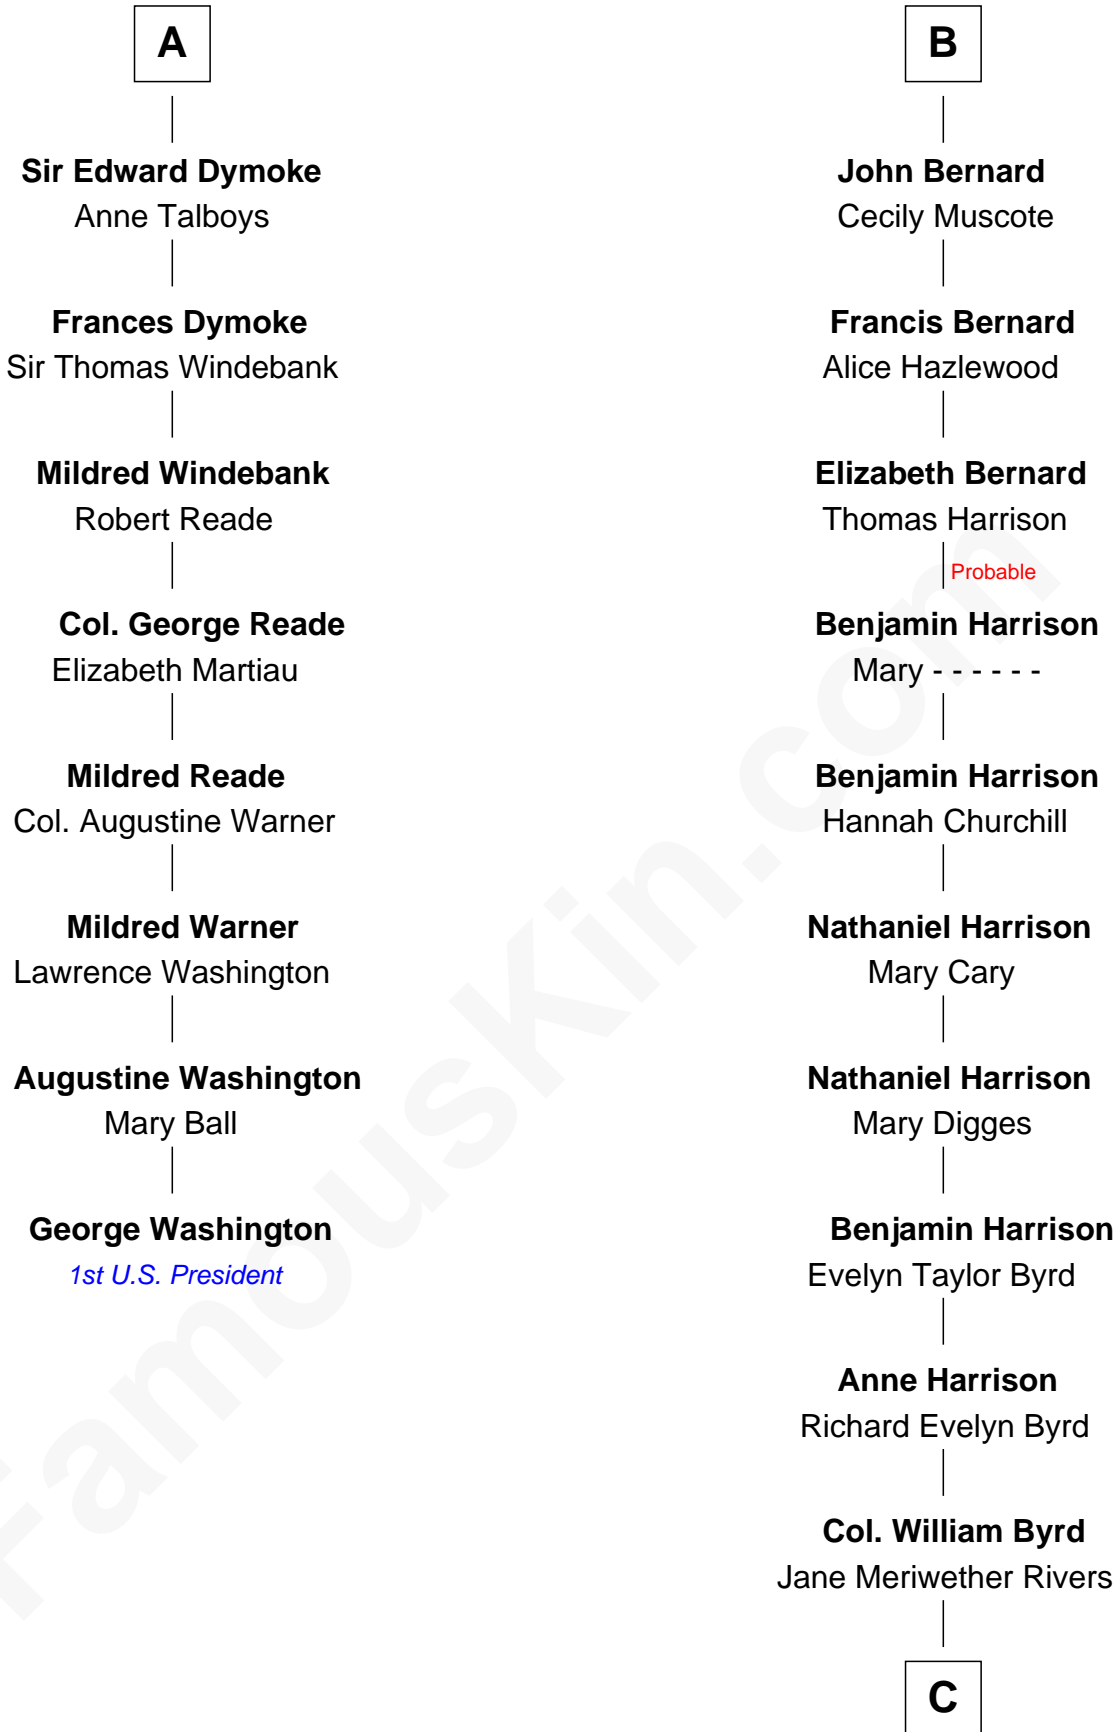 A
Sir Edward Dymoke
Anne Talboys
Frances Dymoke
Sir Thomas Windebank
Mildred Windebank
Robert Reade
Col. George Reade
Elizabeth Martiau
Mildred Reade
Col. Augustine Warner
Mildred Warner
Lawrence Washington
Augustine Washington
Mary Ball
George Washington
1st U.S. President
B
John Bernard
Cecily Muscote
Francis Bernard
Alice Hazlewood
Elizabeth Bernard
Thomas Harrison
Probable
Benjamin Harrison
Mary - - - - - -
Benjamin Harrison
Hannah Churchill
Nathaniel Harrison
Mary Cary
Nathaniel Harrison
Mary Digges
Benjamin Harrison
Evelyn Taylor Byrd
Anne Harrison
Richard Evelyn Byrd
Col. William Byrd
Jane Meriwether Rivers
C
FamousKin.com